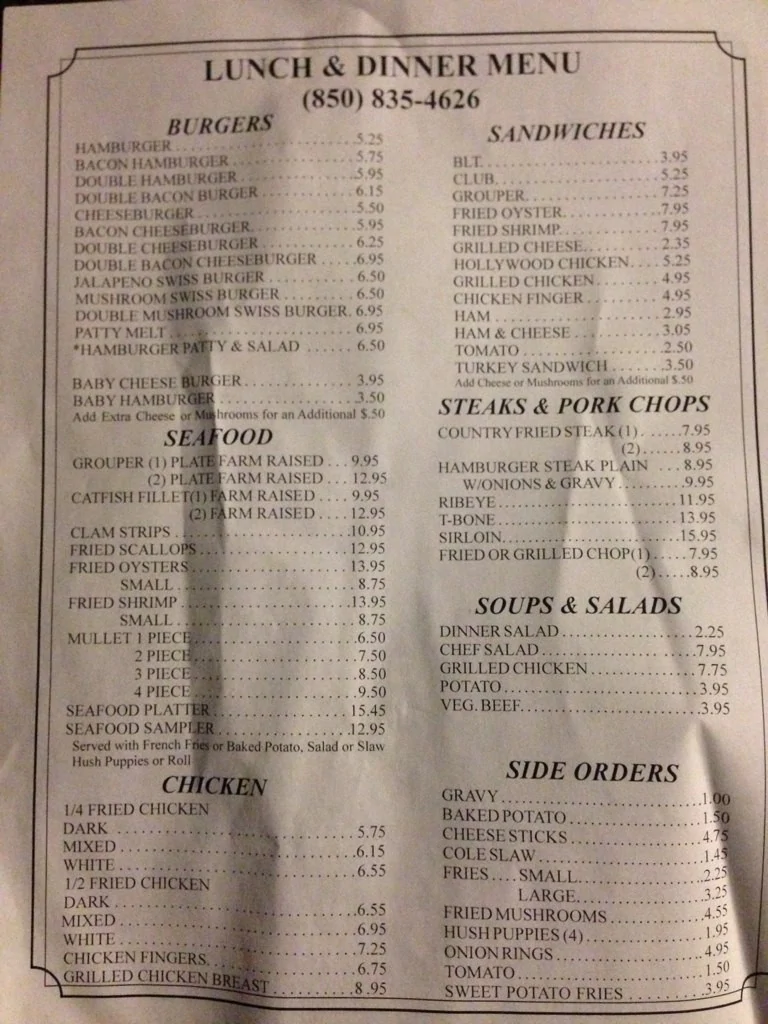 LUNCH & DINNER MENU
(850) 835-4626
BURGERS
HAMBURGER 5.25
BACON HAMBURGER 5.75
DOUBLE HAMBURGER 5.95
DOUBLE BACON BURGER 6.15
CHEESEBURGER 5.50
BACON CHEESEBURGER 5.95
DOUBLE CHEESEBURGER 6.25
DOUBLE BACON CHEESEBURGER 6.95
JALAPENO SWISS BURGER 6.50
MUSHROOM SWISS BURGER 6.50
DOUBLE MUSHROOM SWISS BURGER. 6.95
PATTY MELT 6.95
*HAMBURGER PATTY & SALAD 6.50
BABY CHEESE BURGER 3.95
BABY HAMBURGER 3.50
Add Extra Cheese or Mushrooms for an Additional $.50
SEAFOOD
GROUPER (1) PLATE FARM RAISED ... 9.95
(2) PLATE FARM RAISED .... 12.95
CATFISH FILLET(1) FARM RAISED .... 9.95
(2) FARM RAISED .... 12.95
CLAM STRIPS 10.95
FRIED SCALLOPS 12.95
FRIED OYSTERS 13.95
SMALL 8.75
FRIED SHRIMP 13.95
SMALL 8.75
MULLET 1 PIECE 6.50
2 PIECE 7.50
3 PIECE 8.50
4 PIECE 9.50
SEAFOOD PLATTER 15.45
SEAFOOD SAMPLER 12.95
Served with French Fries or Baked Potato, Salad or Slaw
Hush Puppies or Roll
CHICKEN
1/4 FRIED CHICKEN
DARK 5.75
MIXED 6.15
WHITE 6.55
1/2 FRIED CHICKEN
DARK 6.55
MIXED 6.95
WHITE 7.25
CHICKEN FINGERS 6.75
GRILLED CHICKEN BREAST 8.95
SANDWICHES
BLT 3.95
CLUB 5.25
GROUPER 7.25
FRIED OYSTER 7.95
FRIED SHRIMP 7.95
GRILLED CHEESE 2.35
HOLLYWOOD CHICKEN 5.25
GRILLED CHICKEN 4.95
CHICKEN FINGER 4.95
HAM 2.95
HAM & CHEESE 3.05
TOMATO 2.50
TURKEY SANDWICH 3.50
Add Cheese or Mushrooms for an Additional $.50
STEAKS & PORK CHOPS
COUNTRY FRIED STEAK (1) 7.95
(2) 8.95
HAMBURGER STEAK PLAIN 8.95
W/ONIONS & GRAVY 9.95
RIBEYE 11.95
T-BONE 13.95
SIRLOIN 15.95
FRIED OR GRILLED CHOP(1) 7.95
(2) 8.95
SOUPS & SALADS
DINNER SALAD 2.25
CHEF SALAD 7.95
GRILLED CHICKEN 7.75
POTATO 3.95
VEG. BEEF 3.95
SIDE ORDERS
GRAVY 1.00
BAKED POTATO 1.50
CHEESE STICKS 4.75
COLE SLAW 1.45
FRIES .... SMALL 2.25
LARGE 3.25
FRIED MUSHROOMS 4.55
HUSH PUPPIES (4) 1.95
ONION RINGS 4.95
TOMATO 1.50
SWEET POTATO FRIES 3.95